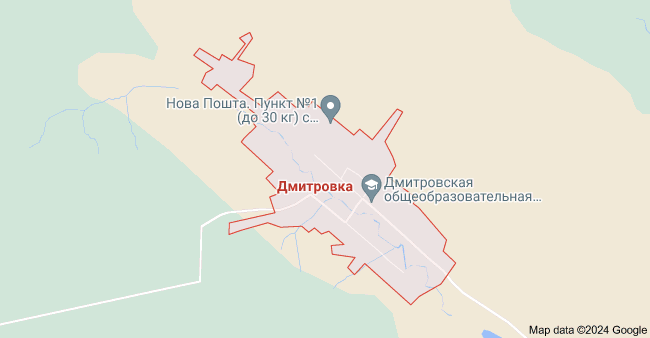 Нова Пошта. Пункт №1
(до 30 кг) с...
Дмитровка
Дмитровская
общеобразовательная...
Map data ©2024 Google